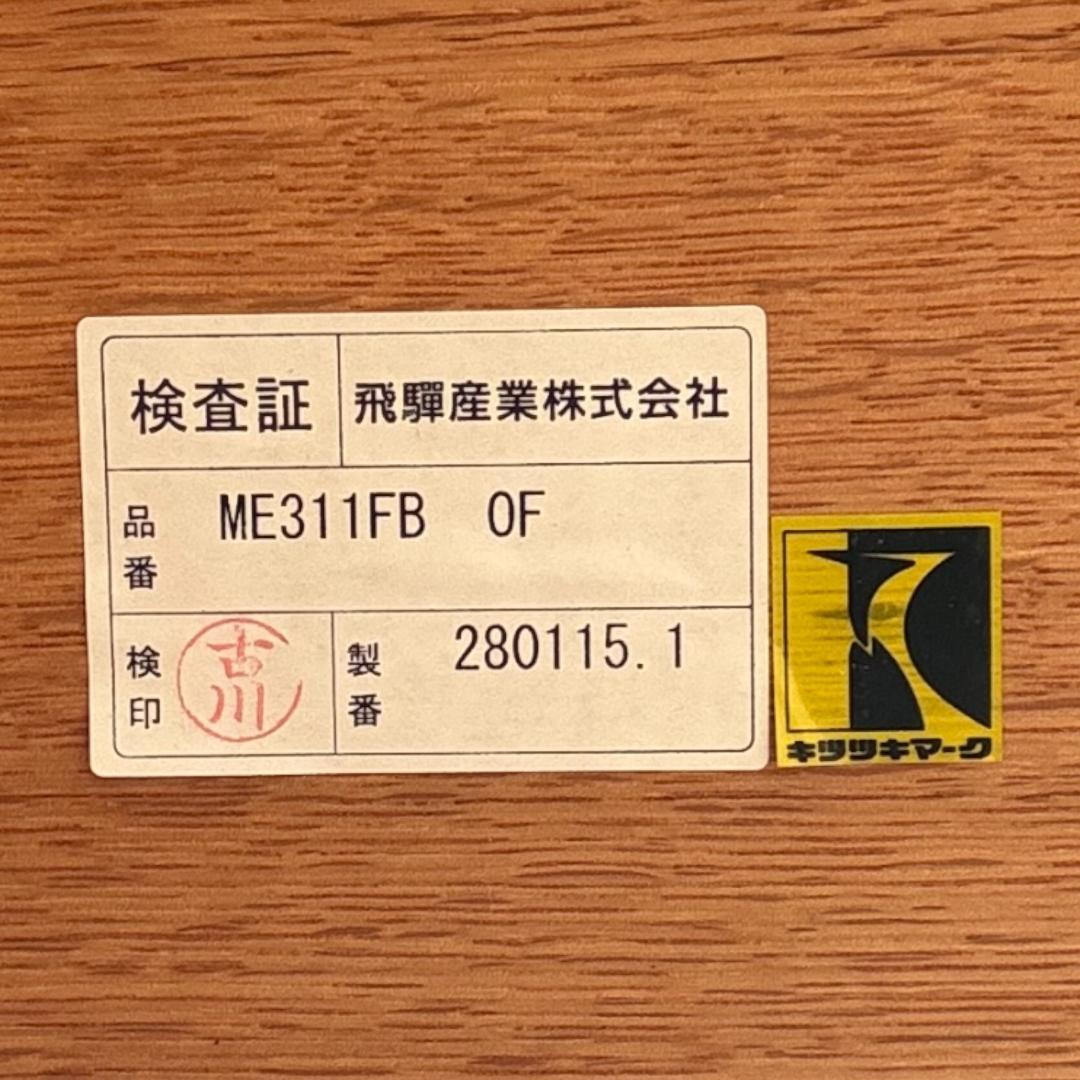 検査証 飛驒産業株式会社
品番 ME311FB OF
検印 古川 製番 280115.1
キツツキマーク